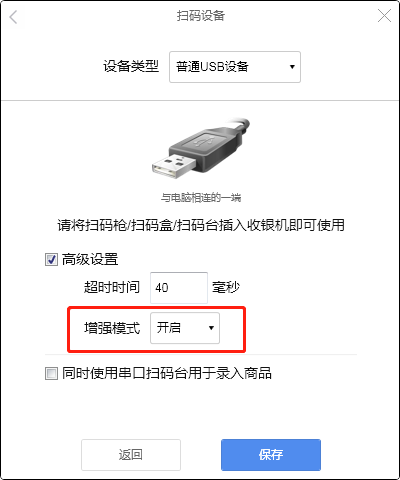 扫码设备
设备类型 普通USB设备
与电脑相连的一端
请将扫码枪/扫码盒/扫码台插入收银机即可使用
高级设置
超时时间 40 毫秒
增强模式 开启
同时使用串口扫码台用于录入商品
返回 保存